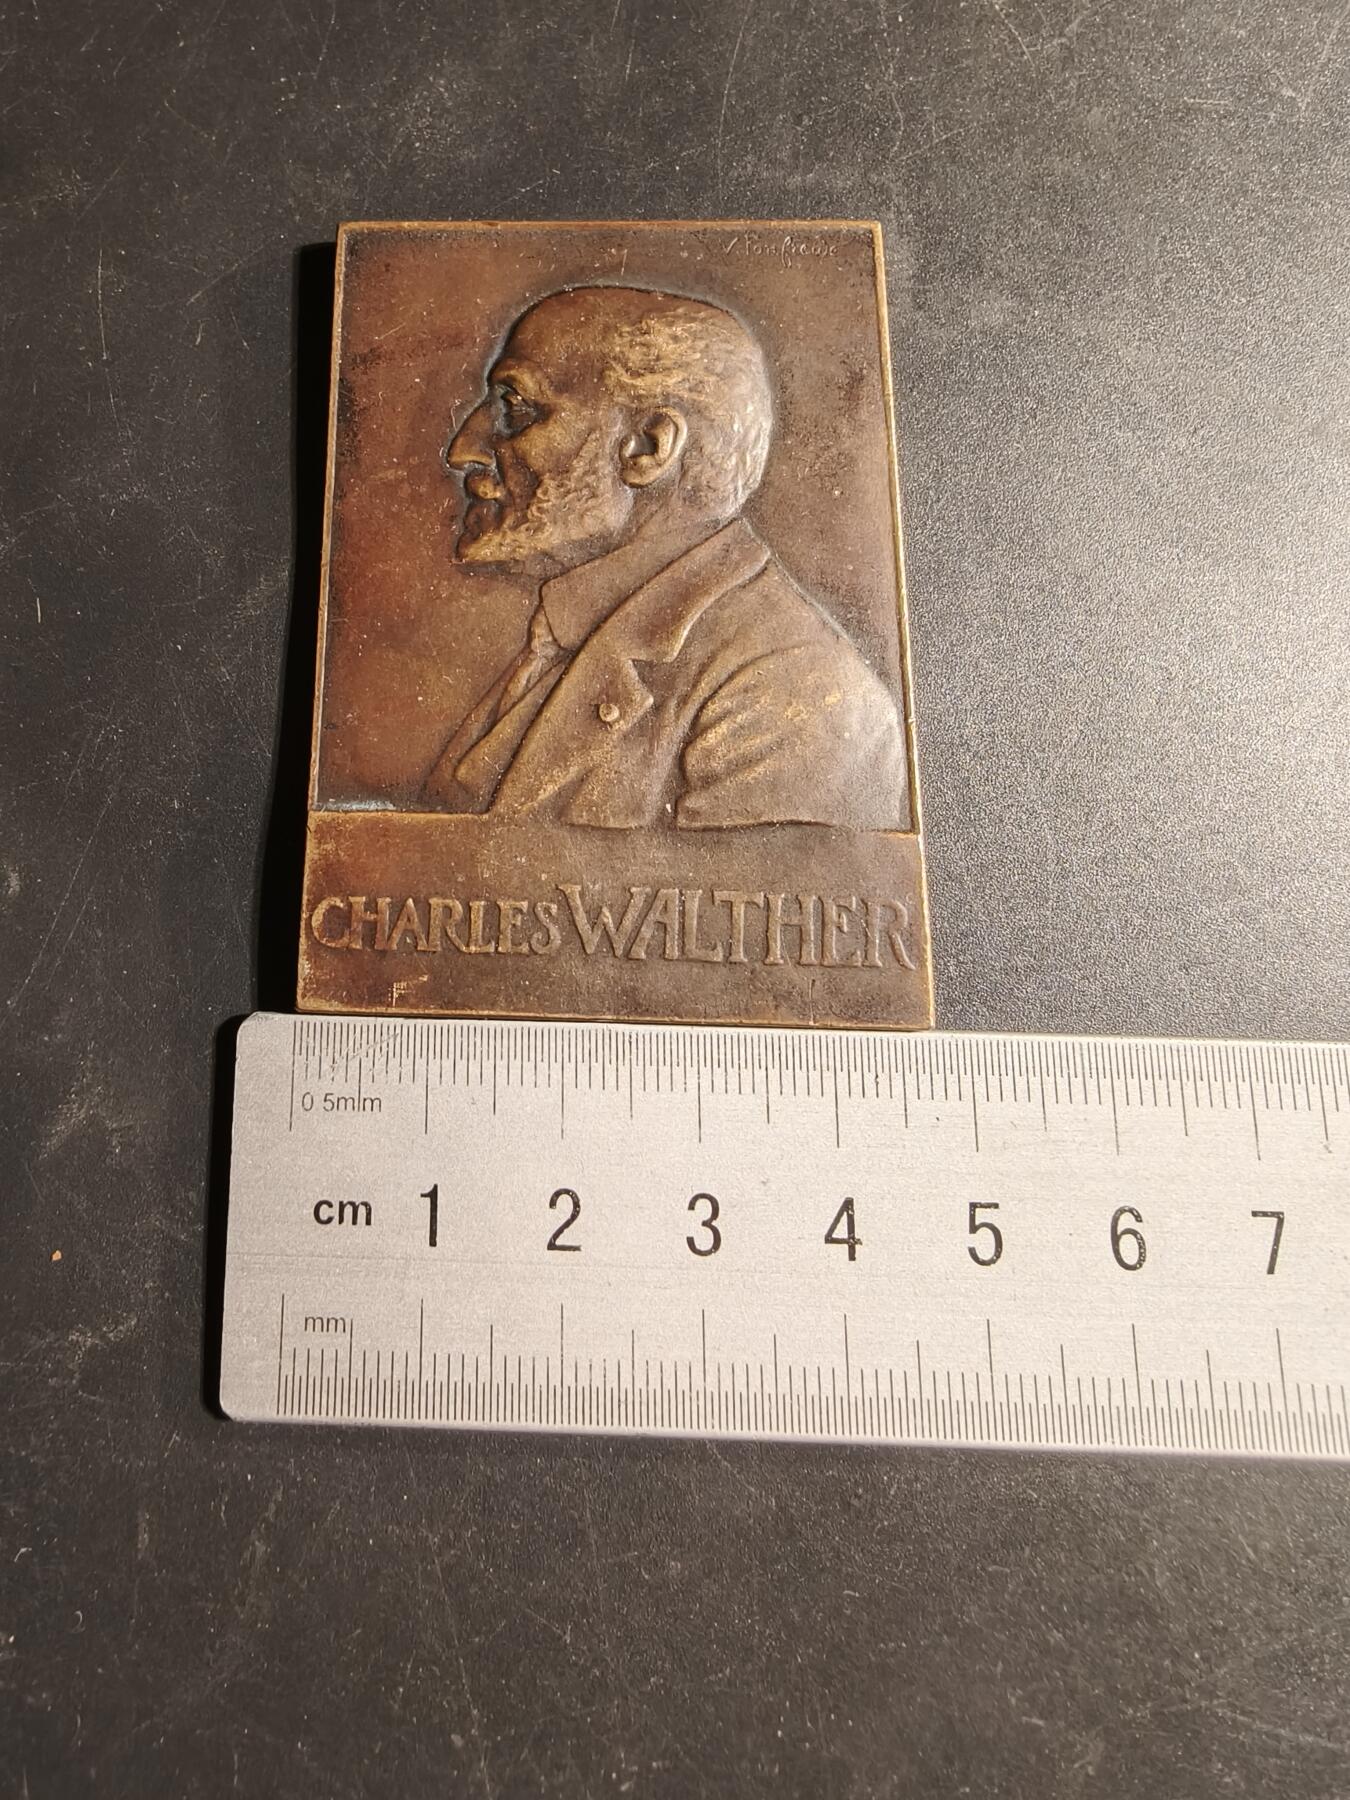 CHARLES WALTHER
0 5mm
cm 1 2 3 4 5 6 7
mm